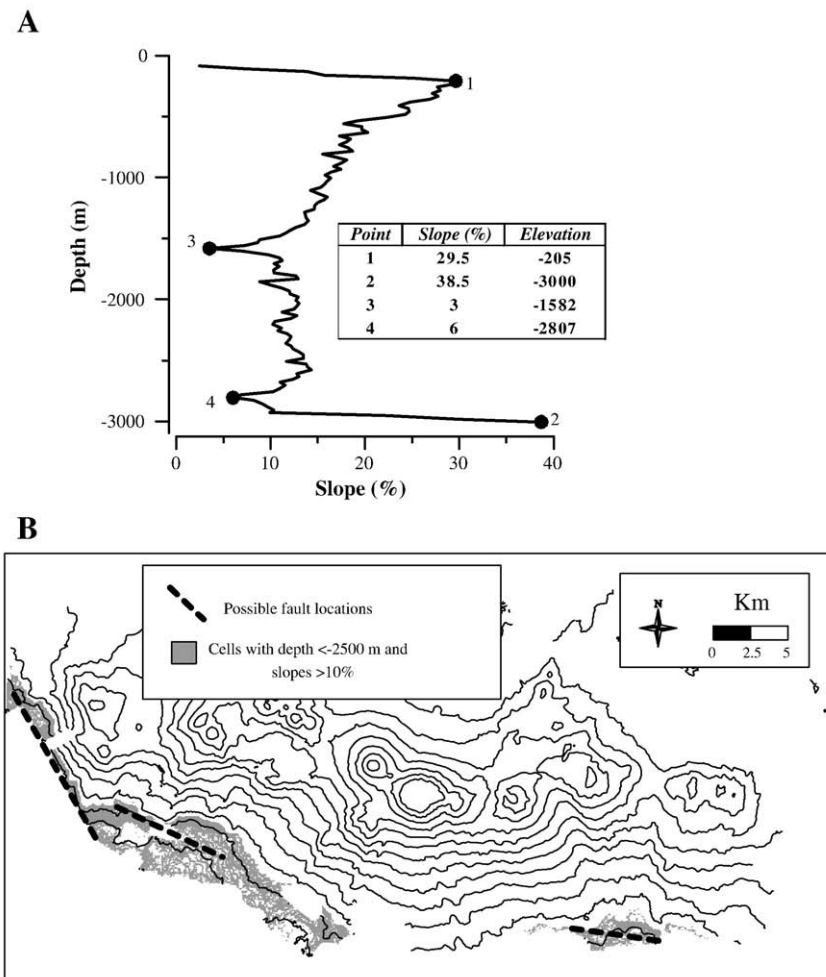 A
0
-1000
-2000
-3000
Depth (m)
1
3
4
2
Point Slope (%) Elevation
1 29.5 -205
2 38.5 -3000
3 3 -1582
4 6 -2807
0 10 20 30 40
Slope (%)
B
Possible fault locations
Cells with depth <-2500 m and
slopes >10%
N
Km
0 2.5 5